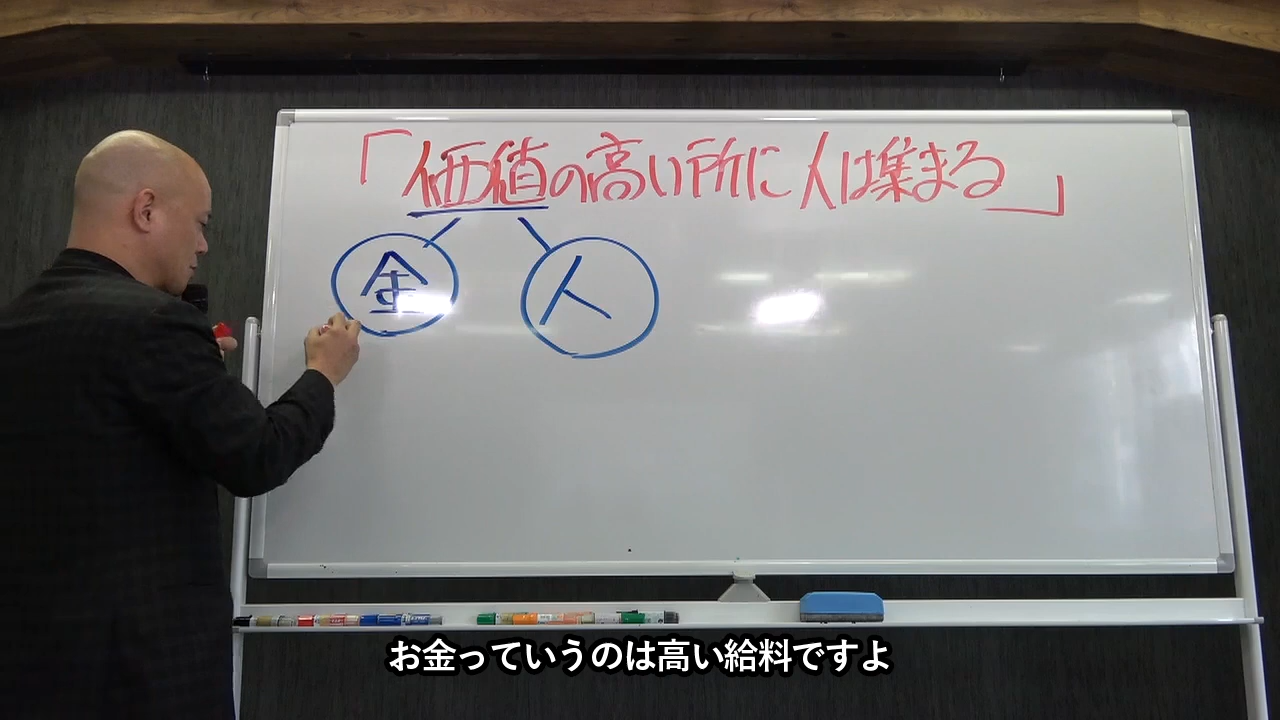 「価値の高い所に人は集まる」
金 人
お金っていうのは高い給料ですよ